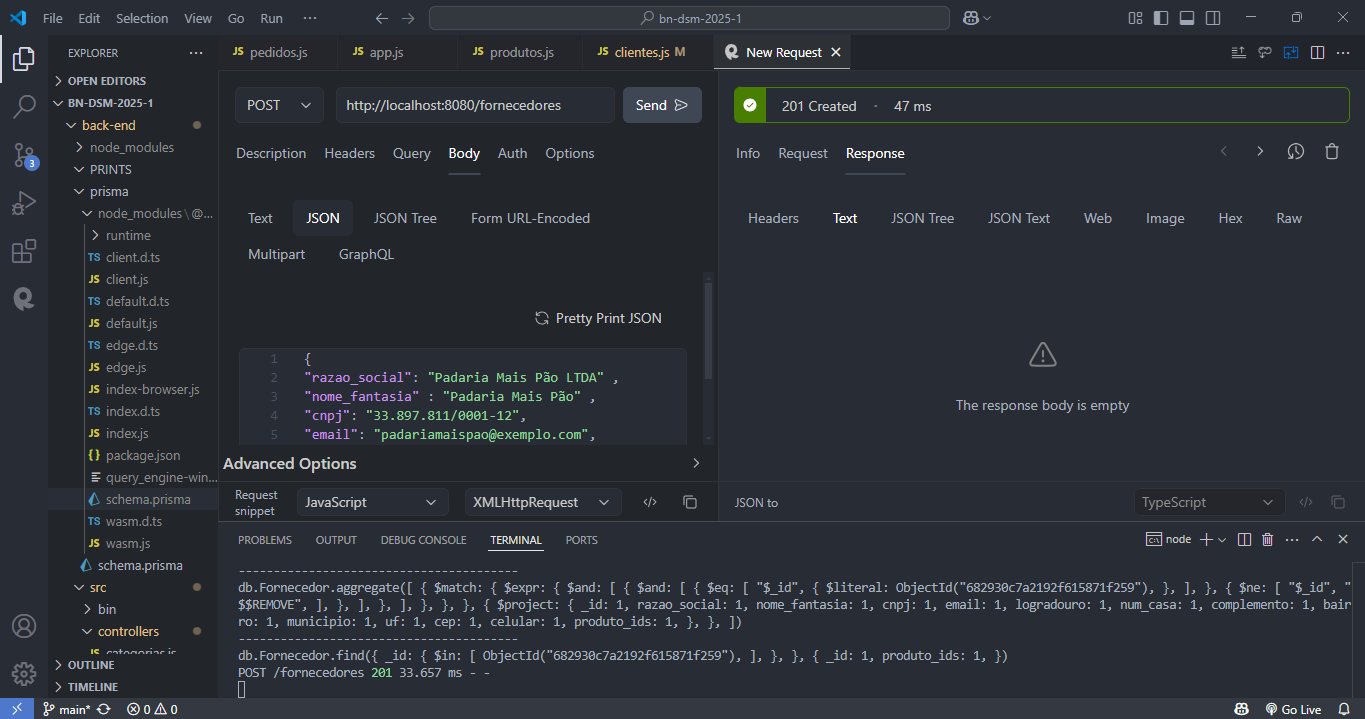 File Edit Selection View Go Run ··· bn-dsm-2025-1
EXPLORER ···
OPEN EDITORS
BN-DSM-2025-1
back-end
node_modules
PRINTS
prisma
node_modules \ @...
runtime
TS client.d.ts
JS client.js
TS default.d.ts
JS default.js
TS edge.d.ts
JS edge.js
JS index-browser.js
TS index.d.ts
JS index.js
{} package.json
query_engine-win...
schema.prisma
TS wasm.d.ts
JS wasm.js
schema.prisma
src
bin
controllers
JS categorias.js
OUTLINE
TIMELINE
3
JS pedidos.js JS app.js JS produtos.js JS clientes.js M New Request
POST http://localhost:8080/fornecedores Send
Description Headers Query Body Auth Options
Text JSON JSON Tree Form URL-Encoded
Multipart GraphQL
Pretty Print JSON
1 {
2 "razao_social": "Padaria Mais Pão LTDA" ,
3 "nome_fantasia" : "Padaria Mais Pão" ,
4 "cnpj": "33.897.811/0001-12",
5 "email": "padariamaispao@exemplo.com",
Advanced Options
Request snippet JavaScript XMLHttpRequest
201 Created · 47 ms
Info Request Response
Headers Text JSON Tree JSON Text Web Image Hex Raw
The response body is empty
JSON to TypeScript
PROBLEMS OUTPUT DEBUG CONSOLE TERMINAL PORTS node
----------------------------------------
db.Fornecedor.aggregate([ { $match: { $expr: { $and: [ { $and: [ { $eq: [ "$_id", { $literal: ObjectId("682930c7a2192f615871f259"), }, ], }, { $ne: [ "$_id", "
$$REMOVE", ], }, ], }, ], }, }, }, { $project: { _id: 1, razao_social: 1, nome_fantasia: 1, cnpj: 1, email: 1, logradouro: 1, num_casa: 1, complemento: 1, bair
ro: 1, municipio: 1, uf: 1, cep: 1, celular: 1, produto_ids: 1, }, }, ])
----------------------------------------
db.Fornecedor.find({ _id: { $in: [ ObjectId("682930c7a2192f615871f259"), ], }, }, { _id: 1, produto_ids: 1, })
POST /fornecedores 201 33.657 ms - -
main* 0 0 Go Live